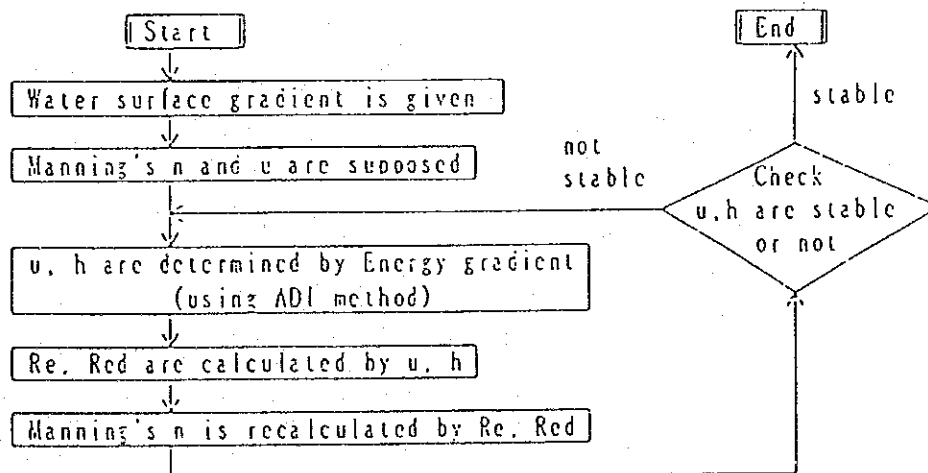 Start
Water surface gradient is given
Manning's n and u are supposed
u, h are determined by Energy gradient
(using ADI method)
Re, Red are calculated by u, h
Manning's n is recalculated by Re, Red
End
stable
not
stable
Check
u,h are stable
or not